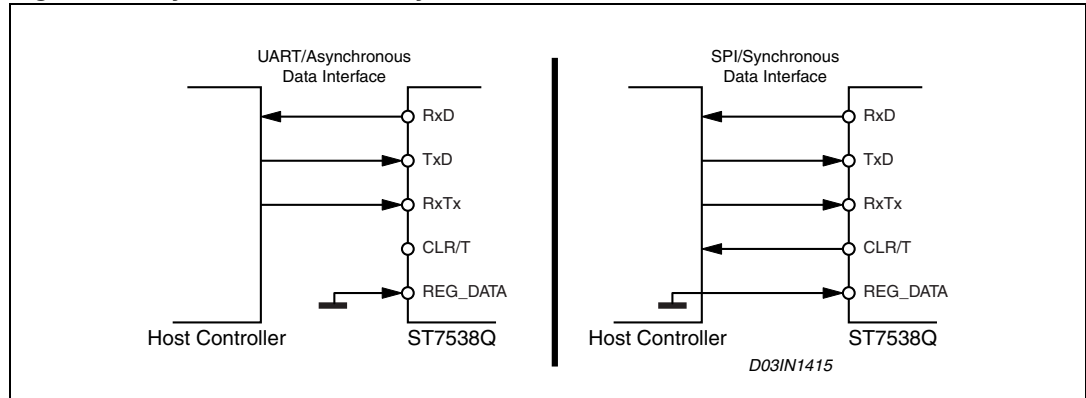 UART/Asynchronous
Data Interface
RxD
TxD
RxTx
CLR/T
REG_DATA
Host Controller
ST7538Q
SPI/Synchronous
Data Interface
RxD
TxD
RxTx
CLR/T
REG_DATA
Host Controller
ST7538Q
D03IN1415